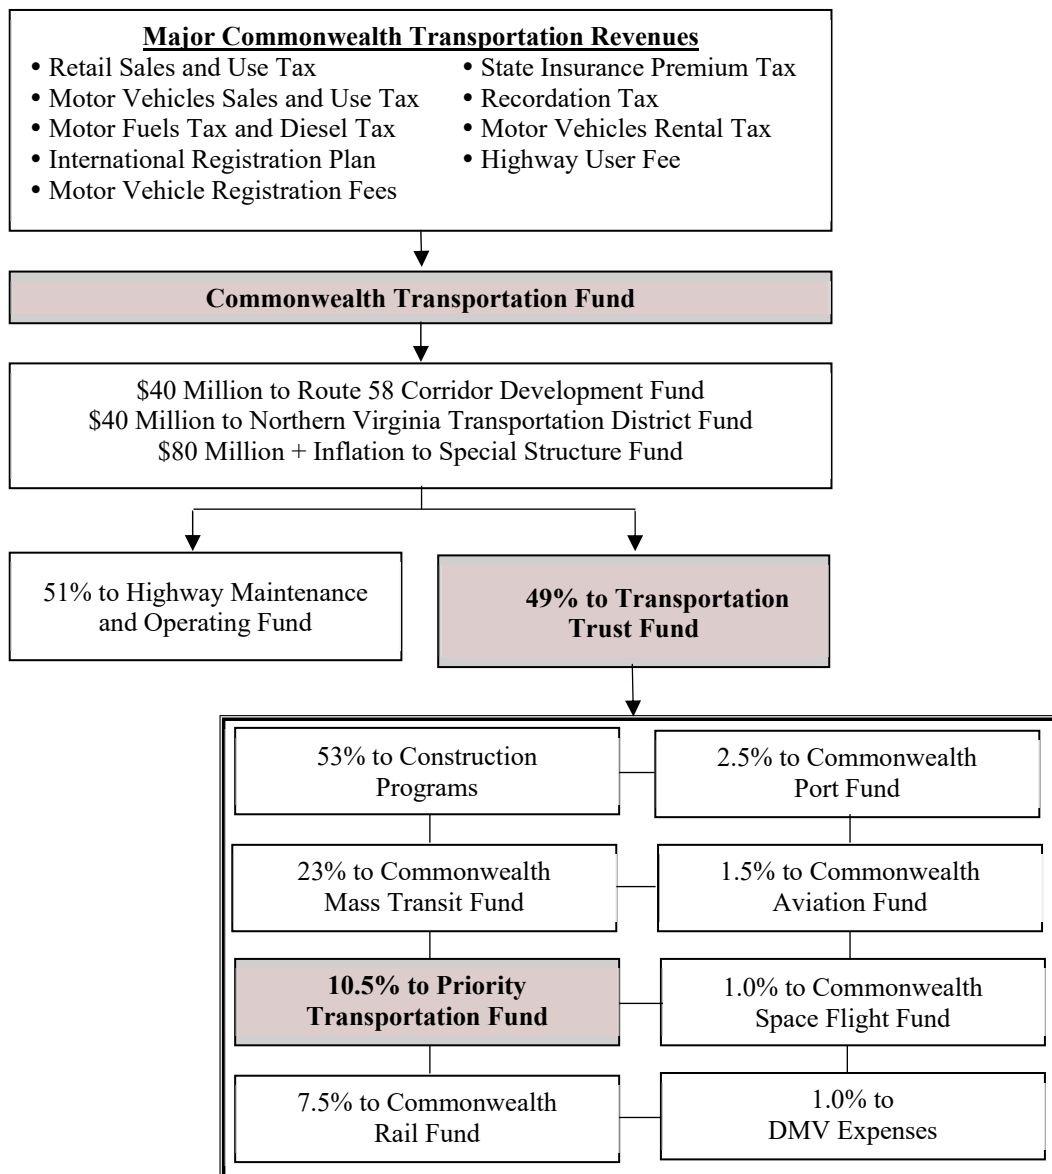 Major Commonwealth Transportation Revenues
• Retail Sales and Use Tax
• Motor Vehicles Sales and Use Tax
• Motor Fuels Tax and Diesel Tax
• International Registration Plan
• Motor Vehicle Registration Fees
• State Insurance Premium Tax
• Recordation Tax
• Motor Vehicles Rental Tax
• Highway User Fee
Commonwealth Transportation Fund
$40 Million to Route 58 Corridor Development Fund
$40 Million to Northern Virginia Transportation District Fund
$80 Million + Inflation to Special Structure Fund
51% to Highway Maintenance
and Operating Fund
49% to Transportation
Trust Fund
53% to Construction
Programs
2.5% to Commonwealth
Port Fund
23% to Commonwealth
Mass Transit Fund
1.5% to Commonwealth
Aviation Fund
10.5% to Priority
Transportation Fund
1.0% to Commonwealth
Space Flight Fund
7.5% to Commonwealth
Rail Fund
1.0% to
DMV Expenses